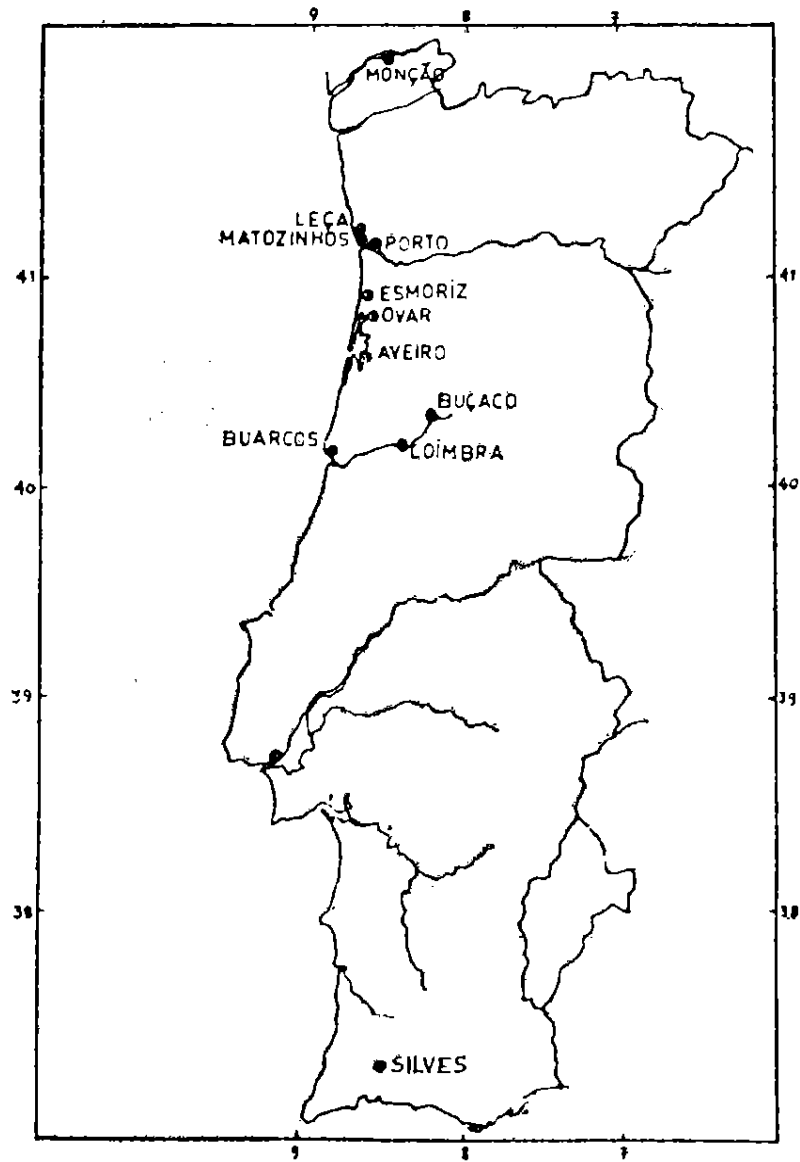 9 8 7
MONÇÃO
LEÇA
MATOZINHOS PORTO
41 41
ESMORIZ
OVAR
AVEIRO
BUÇACO
BUARCOS LOÍMBRA
40 40
39 39
38 38
SILVES
9 8 7